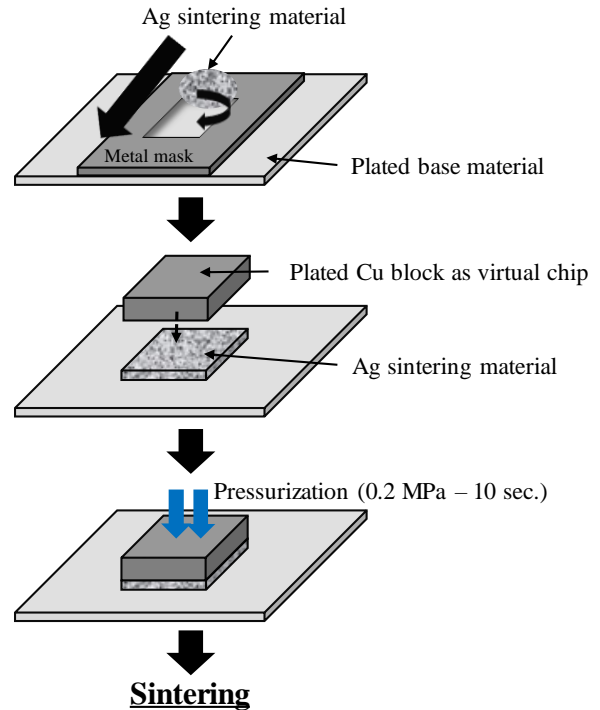 Ag sintering material
Metal mask
Plated base material
Plated Cu block as virtual chip
Ag sintering material
Pressurization (0.2 MPa – 10 sec.)
Sintering